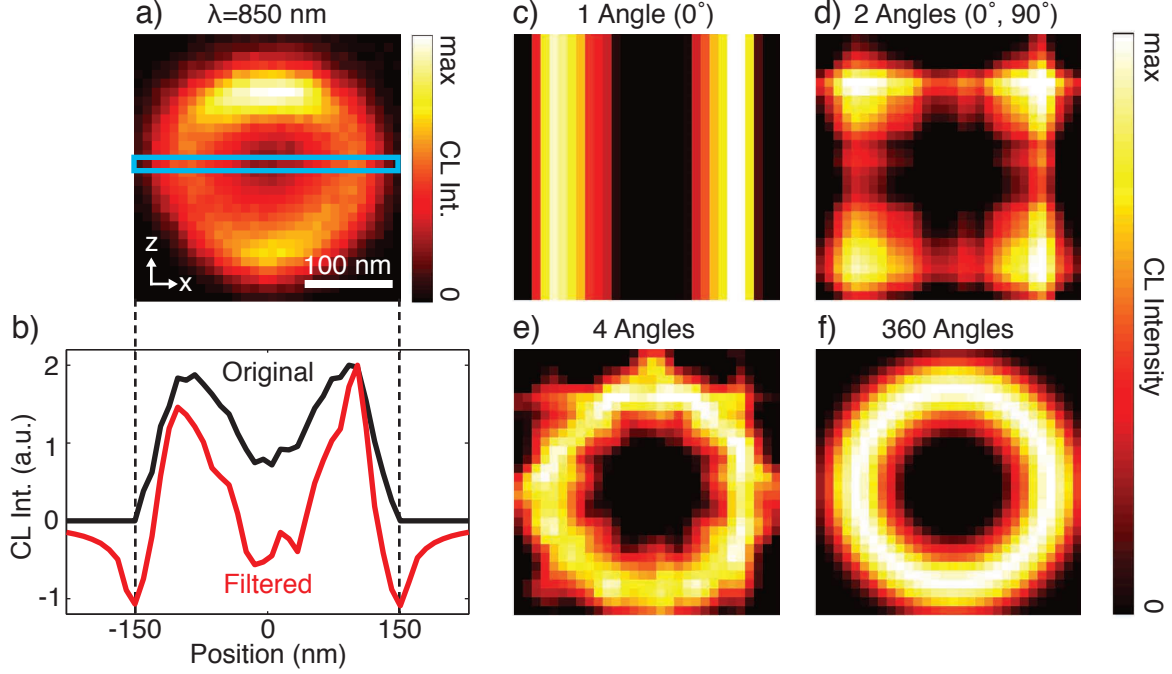 a) λ=850 nm
max
CL Int.
0
z
x
100 nm
b)
Original
Filtered
2
1
0
-1
CL Int. (a.u.)
-150 0 150
Position (nm)
c) 1 Angle (0°)
d) 2 Angles (0°, 90°)
e) 4 Angles
f) 360 Angles
max
CL Intensity
0